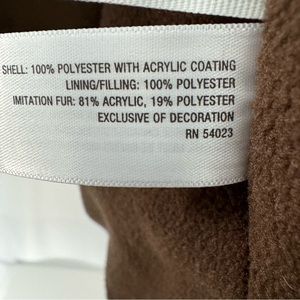 SHELL: 100% POLYESTER WITH ACRYLIC COATING
LINING/FILLING: 100% POLYESTER
IMITATION FUR: 81% ACRYLIC, 19% POLYESTER
EXCLUSIVE OF DECORATION
RN 54023